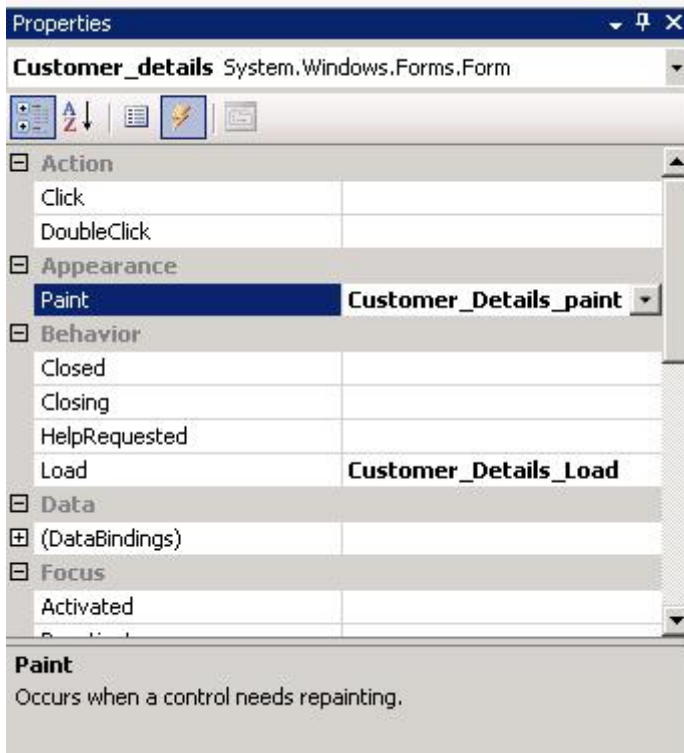 Properties
Customer_details System.Windows.Forms.Form
A
Z
Action
Click
DoubleClick
Appearance
Paint Customer_Details_paint
Behavior
Closed
Closing
HelpRequested
Load Customer_Details_Load
Data
(DataBindings)
Focus
Activated
Paint
Occurs when a control needs repainting.